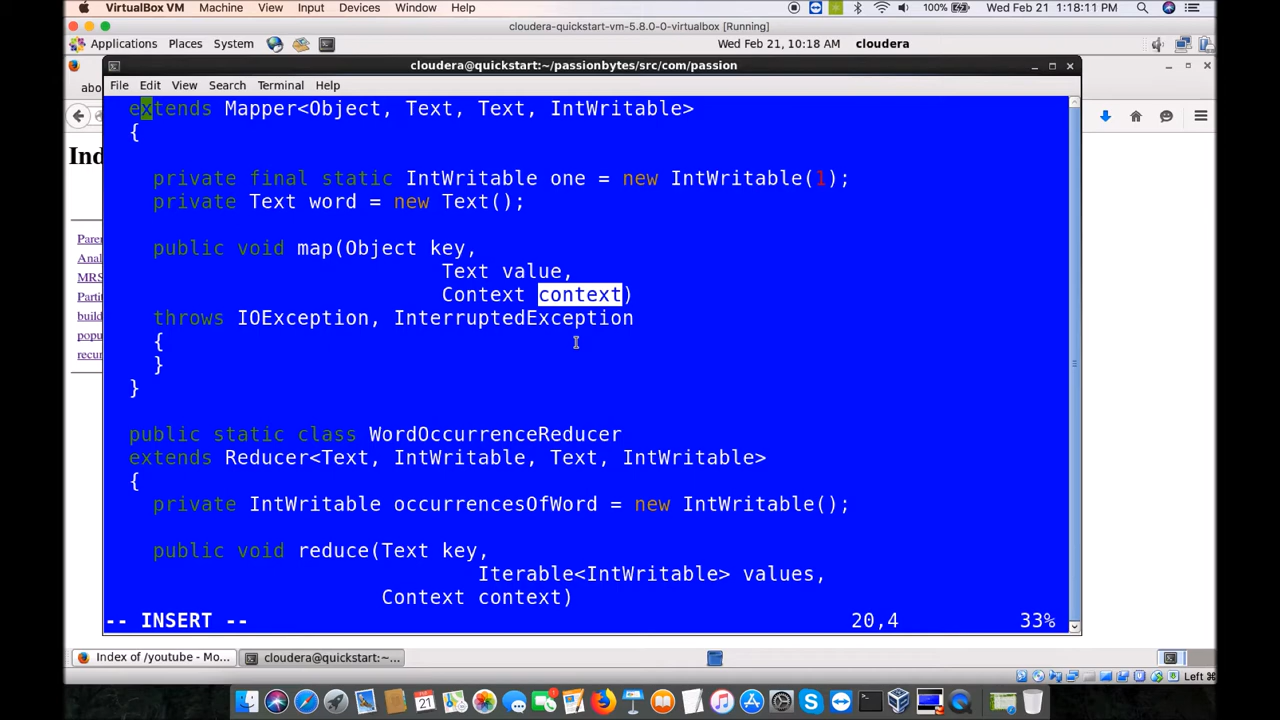 VirtualBox VM Machine View Input Devices Window Help 100% Wed Feb 21 1:18:11 PM
cloudera-quickstart-vm-5.8.0-0-virtualbox [Running]
Applications Places System Wed Feb 21, 10:18 AM cloudera
cloudera@quickstart:~/passionbytes/src/com/passion
File Edit View Search Terminal Help
abo
Ind
Paren
Anal
MRS
Partit
build
popu
recur
extends Mapper<Object, Text, Text, IntWritable>
{
private final static IntWritable one = new IntWritable(1);
private Text word = new Text();
public void map(Object key,
Text value,
Context context)
throws IOException, InterruptedException
{
}
}
public static class WordOccurrenceReducer
extends Reducer<Text, IntWritable, Text, IntWritable>
{
private IntWritable occurrencesOfWord = new IntWritable();
public void reduce(Text key,
Iterable<IntWritable> values,
Context context)
-- INSERT -- 20,4 33%
Index of /youtube - Mo... cloudera@quickstart:~...
Left ⌘